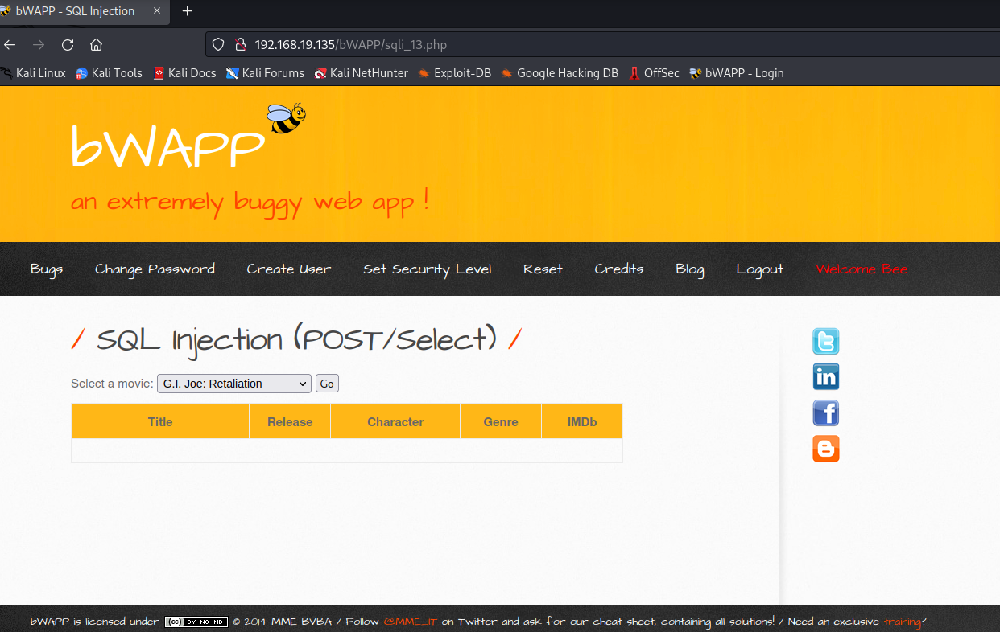 bWAPP - SQL Injection
192.168.19.135/bWAPP/sqli_13.php
Kali Linux Kali Tools Kali Docs Kali Forums Kali NetHunter Exploit-DB Google Hacking DB OffSec bWAPP - Login
bWAPP
an extremely buggy web app !
Bugs Change Password Create User Set Security Level Reset Credits Blog Logout Welcome Bee
/ SQL Injection (POST/Select) /
Select a movie: G.I. Joe: Retaliation Go
Title Release Character Genre IMDb
bWAPP is licensed under (cc) BY-NC-ND © 2014 MME BVBA / Follow @MME_IT on Twitter and ask for our cheat sheet, containing all solutions! / Need an exclusive training?